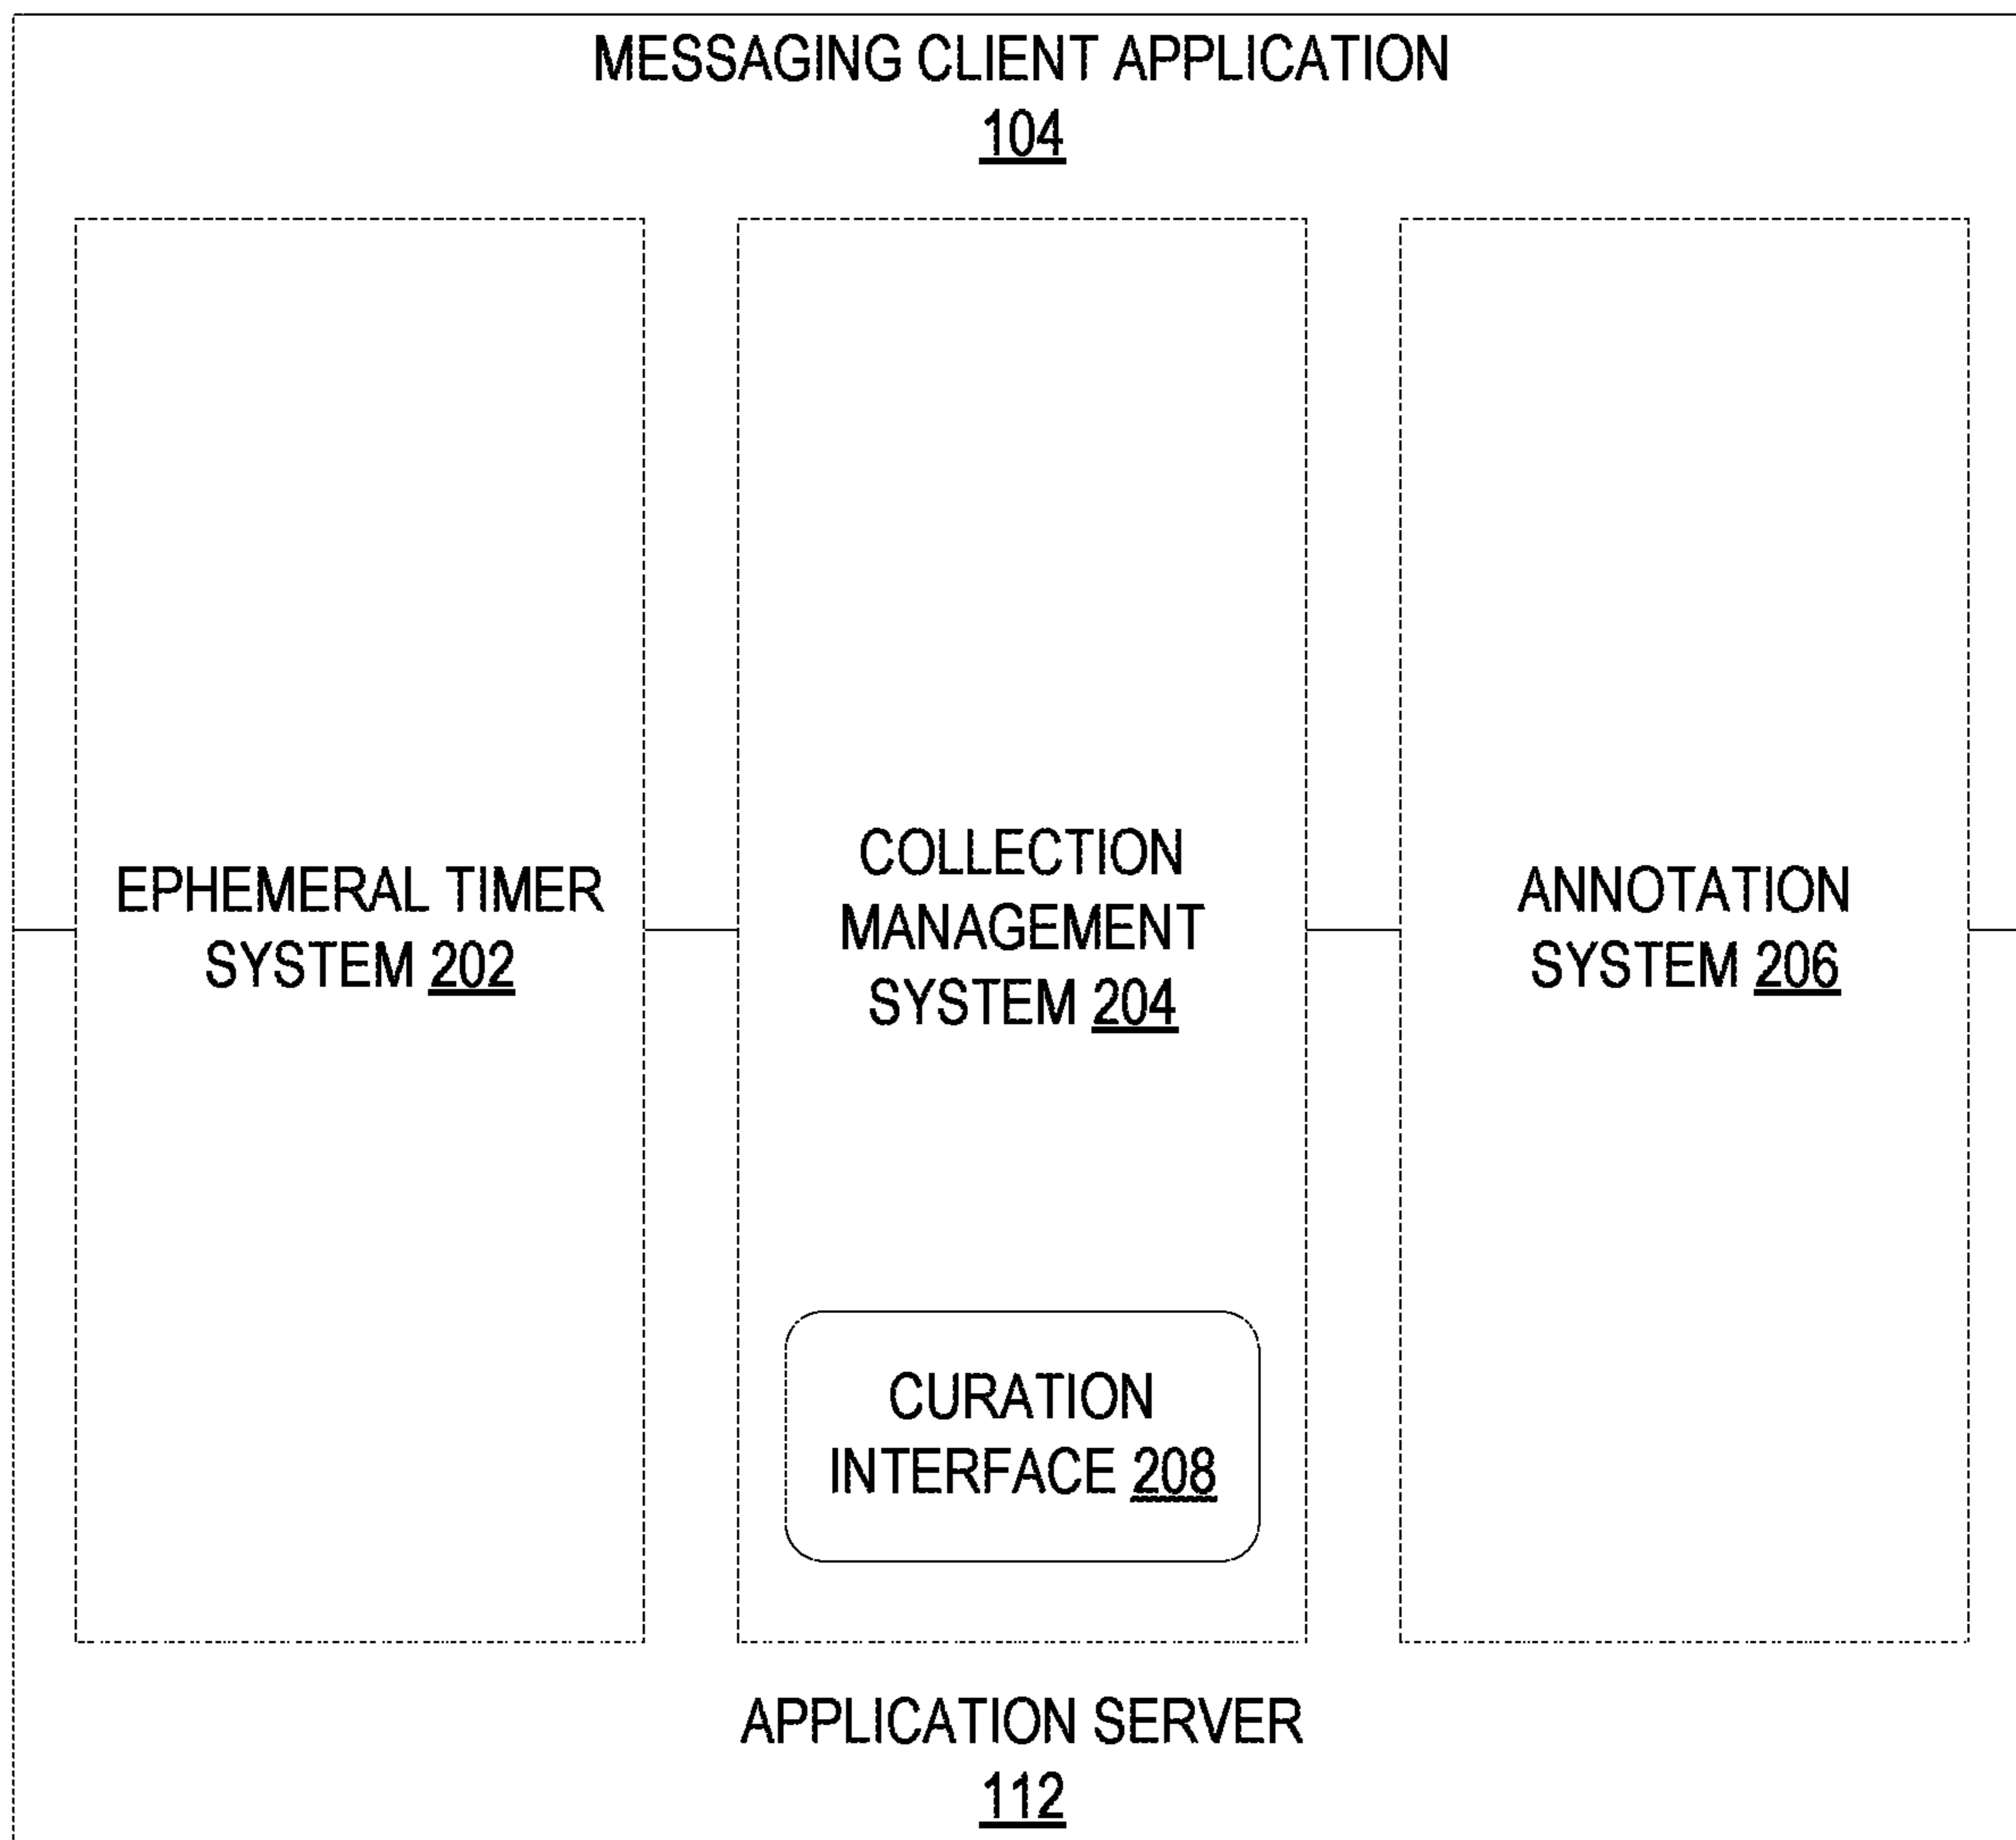 MESSAGING CLIENT APPLICATION
104
EPHEMERAL TIMER
SYSTEM 202
COLLECTION
MANAGEMENT
SYSTEM 204
ANNOTATION
SYSTEM 206
CURATION
INTERFACE 208
APPLICATION SERVER
112